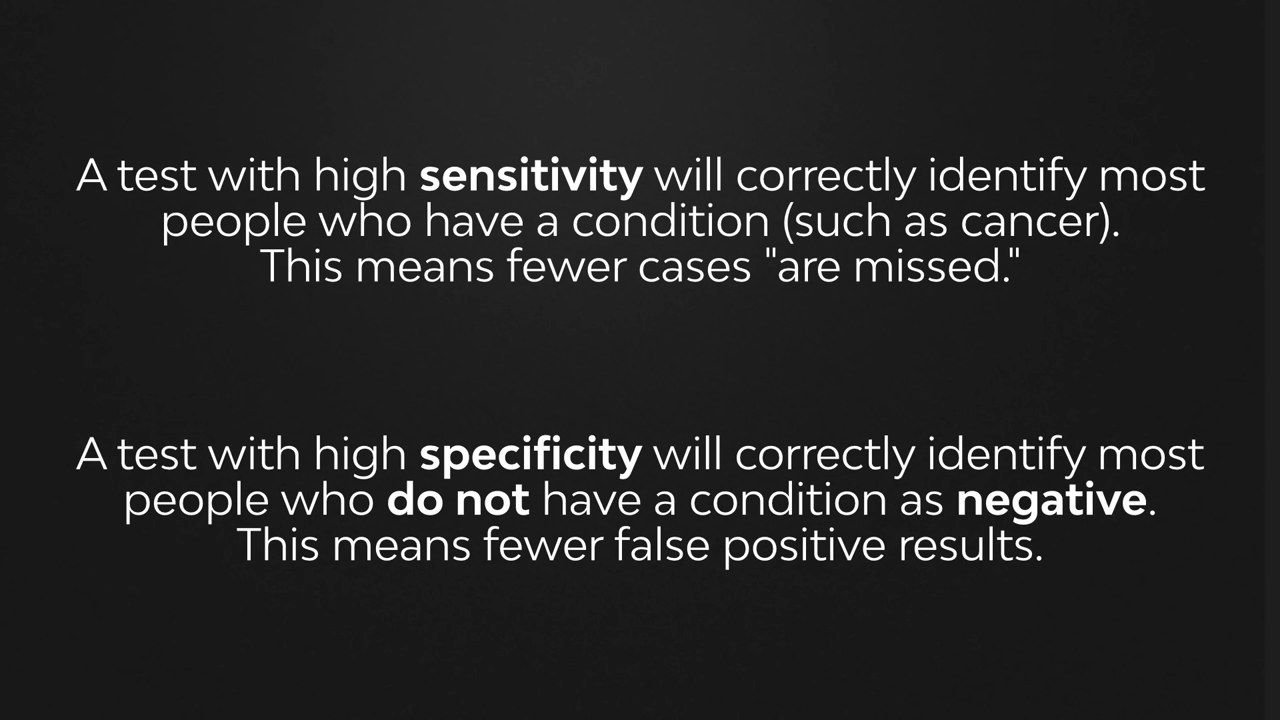 A test with high sensitivity will correctly identify most
people who have a condition (such as cancer).
This means fewer cases "are missed."
A test with high specificity will correctly identify most
people who do not have a condition as negative.
This means fewer false positive results.